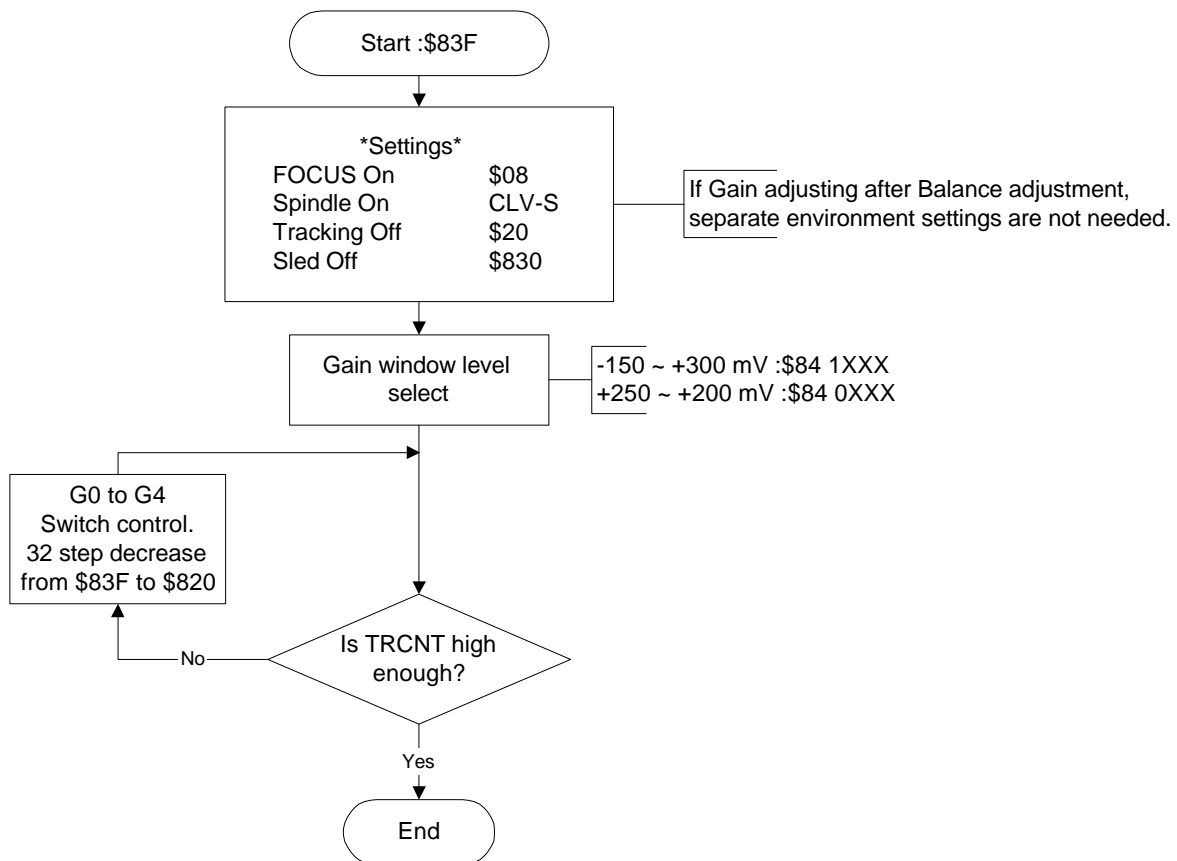 Start :$83F
*Settings*
FOCUS On $08
Spindle On CLV-S
Tracking Off $20
Sled Off $830
If Gain adjusting after Balance adjustment,
separate environment settings are not needed.
Gain window level
select
-150 ~ +300 mV :$84 1XXX
+250 ~ +200 mV :$84 0XXX
G0 to G4
Switch control.
32 step decrease
from $83F to $820
Is TRCNT high
enough?
No
Yes
End